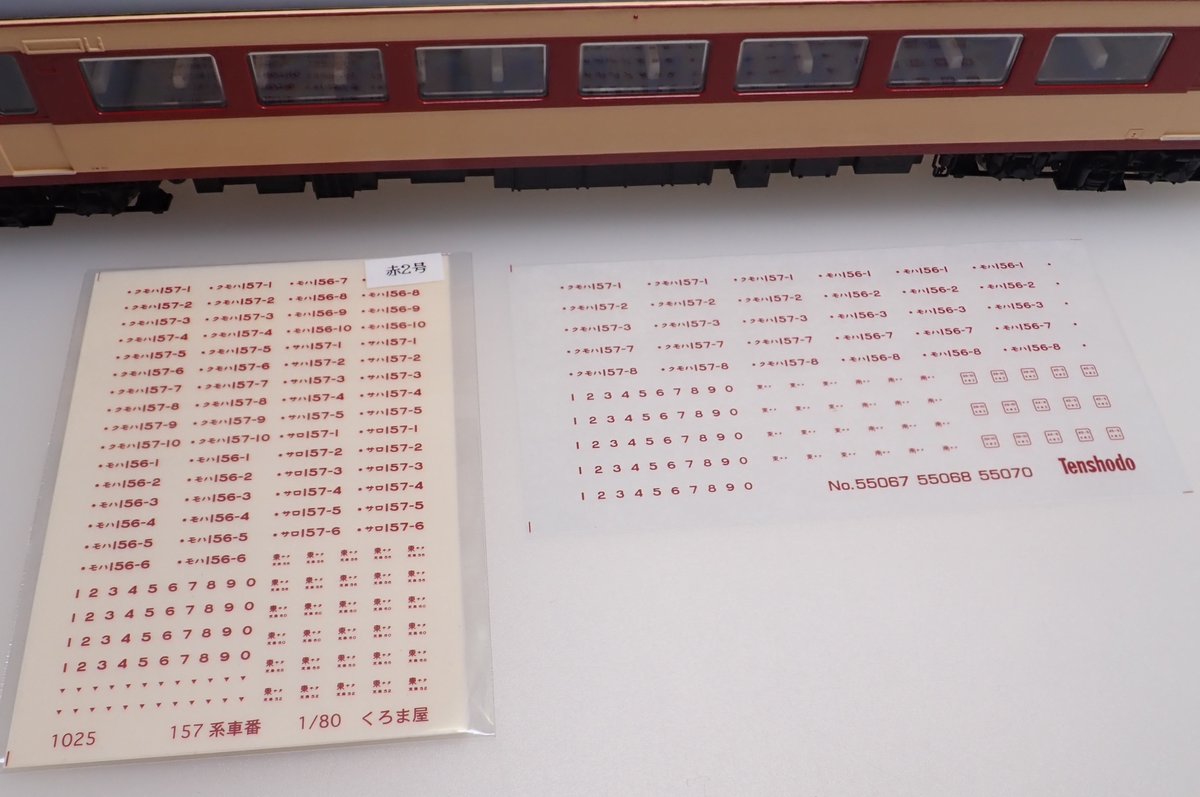 赤2号
・クモハ157-1 ・クモハ157-1 ・モハ156-7
・クモハ157-2 ・クモハ157-2 ・モハ156-8 ・モハ156-8
・クモハ157-3 ・クモハ157-3 ・モハ156-9 ・モハ156-9
・クモハ157-4 ・クモハ157-4 ・モハ156-10 ・モハ156-10
・クモハ157-5 ・クモハ157-5 ・サハ157-1 ・サハ157-1
・クモハ157-6 ・クモハ157-6 ・サハ157-2 ・サハ157-2
・クモハ157-7 ・クモハ157-7 ・サハ157-3 ・サハ157-3
・クモハ157-8 ・クモハ157-8 ・サハ157-4 ・サハ157-4
・クモハ157-9 ・クモハ157-9 ・サハ157-5 ・サハ157-5
・クモハ157-10 ・クモハ157-10 ・サロ157-1 ・サロ157-1
・モハ156-1 ・モハ156-1 ・サロ157-2 ・サロ157-2
・モハ156-2 ・モハ156-2 ・サロ157-3 ・サロ157-3
・モハ156-3 ・モハ156-3 ・サロ157-4 ・サロ157-4
・モハ156-4 ・モハ156-4 ・サロ157-5 ・サロ157-5
・モハ156-5 ・モハ156-5 ・サロ157-6 ・サロ157-6
・モハ156-6 ・モハ156-6
1 2 3 4 5 6 7 8 9 0
1 2 3 4 5 6 7 8 9 0
1 2 3 4 5 6 7 8 9 0
1 2 3 4 5 6 7 8 9 0
1025 157系車番 1/80 くろま屋
・クモハ157-1 ・クモハ157-1 ・クモハ157-1 ・モハ156-1 ・モハ156-1 ・モハ156-1
・クモハ157-2 ・クモハ157-2 ・クモハ157-2 ・モハ156-2 ・モハ156-2 ・モハ156-2
・クモハ157-3 ・クモハ157-3 ・クモハ157-3 ・モハ156-3 ・モハ156-3 ・モハ156-3
・クモハ157-7 ・クモハ157-7 ・クモハ157-7 ・モハ156-7 ・モハ156-7 ・モハ156-7
・クモハ157-8 ・クモハ157-8 ・クモハ157-8 ・モハ156-8 ・モハ156-8 ・モハ156-8
1 2 3 4 5 6 7 8 9 0
1 2 3 4 5 6 7 8 9 0
1 2 3 4 5 6 7 8 9 0
1 2 3 4 5 6 7 8 9 0
1 2 3 4 5 6 7 8 9 0
No.55067 55068 55070 Tenshodo